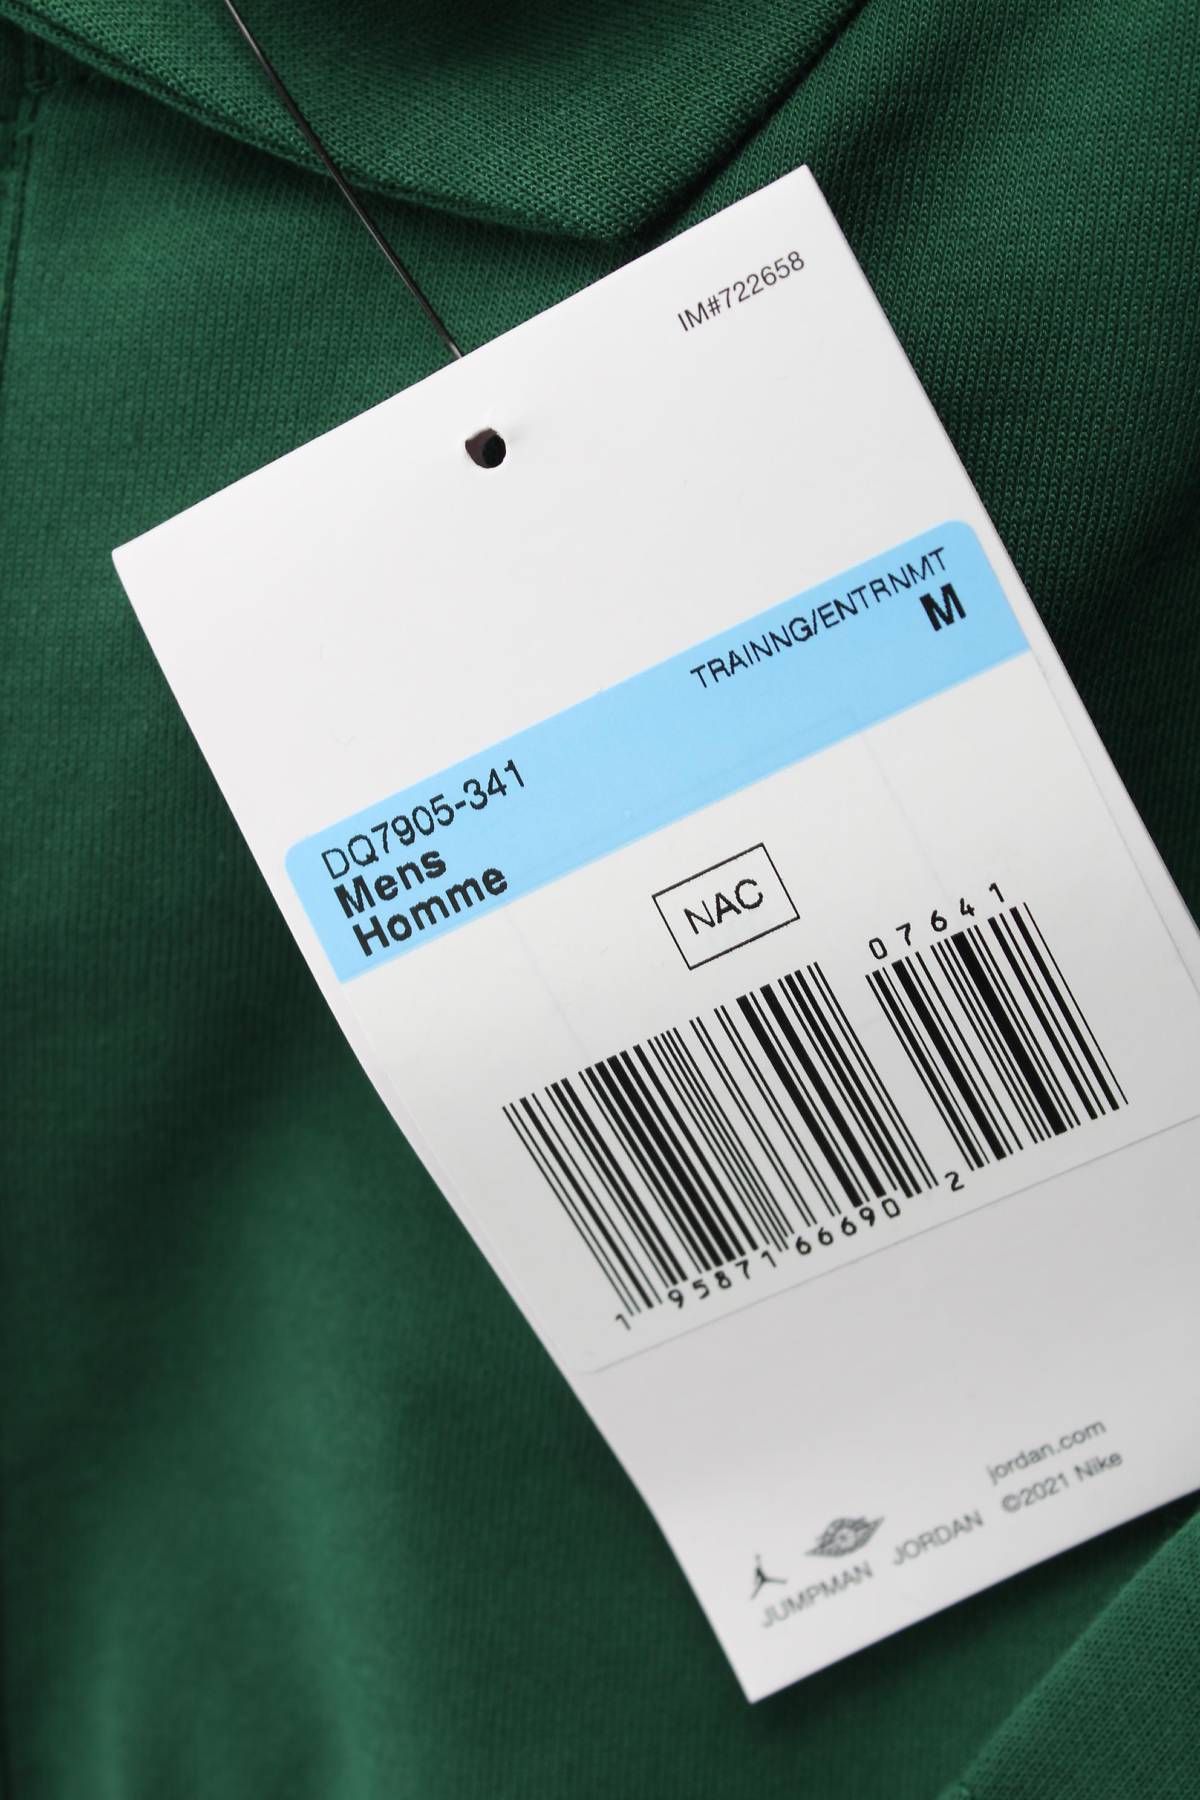 IM#722658
TRAINNG/ENTRNMT
M
DQ7905-341
Mens
Homme
NAC
07641
1 95871 66690 2
jordan.com
©2021 Nike
JUMPMAN JORDAN